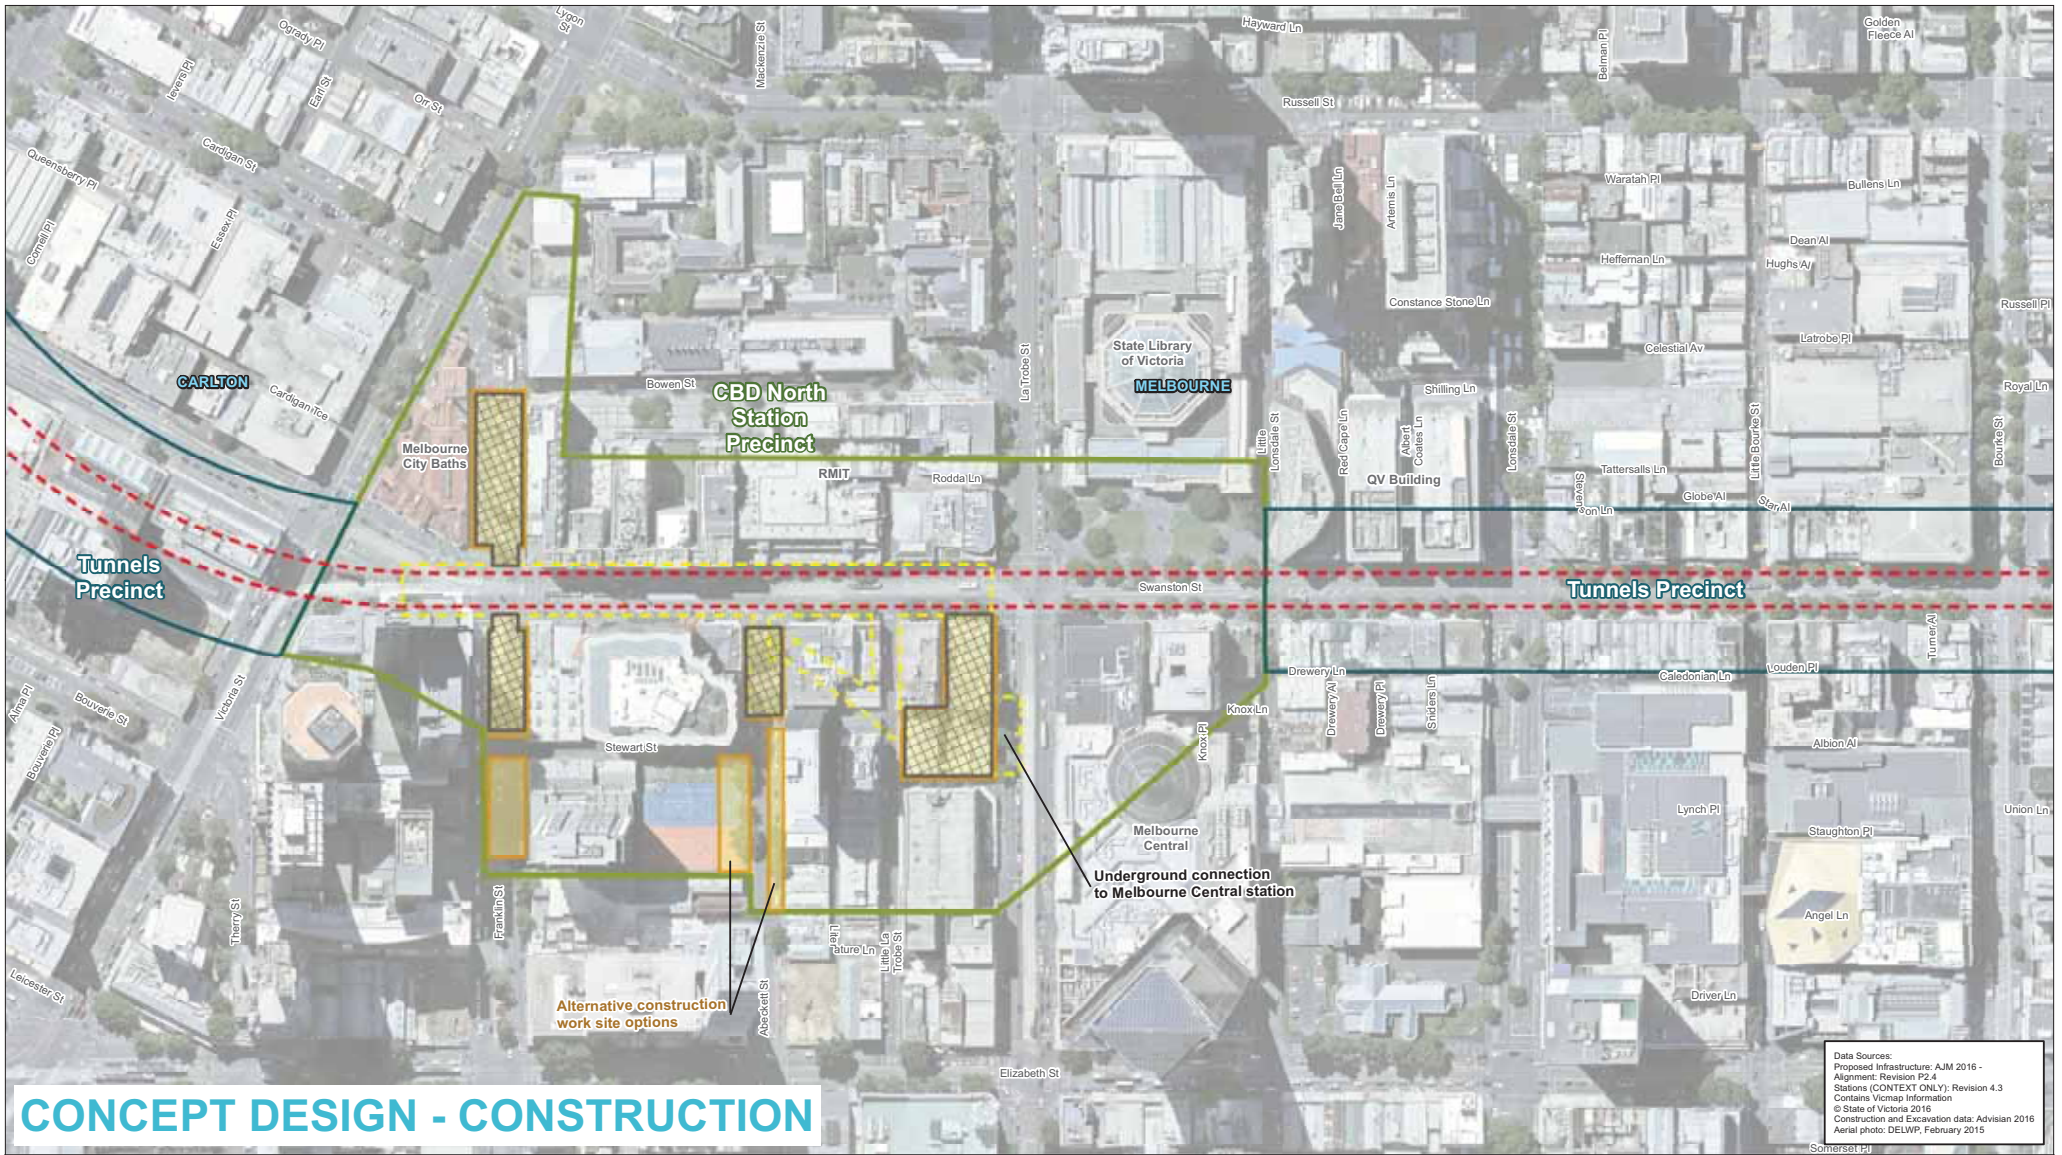 Lygon
St
Ogrady Pl
Ievers Pl
Earl St
Orr St
Mackenzie St
Hayward Ln
Belman Pl
Golden
Fleece Al
Russell St
Cardigan St
Queensberry Pl
Cornell Pl
Essex Pl
Jane Bell Ln
Artemis Ln
Waratah Pl
Bullens Ln
Dean Al
Hughs Al
Heffernan Ln
Constance Stone Ln
Russell Pl
Latrobe Pl
Celestial Av
Royal Ln
State Library
of Victoria
MELBOURNE
La Trobe St
CARLTON
Cardigan Tce
Bowen St
CBD North
Station
Precinct
Shilling Ln
Melbourne
City Baths
Little
Lonsdale St
Red Cape Ln
Albert
Coates Ln
Lonsdale St
Little Bourke St
Bourke St
RMIT
Rodda Ln
QV Building
Tattersalls Ln
Steven
son Ln
Globe Al
Star Al
Tunnels
Precinct
Swanston St
Tunnels Precinct
Turner Al
Drewery Ln
Caledonian Ln
Louden Pl
Alma Pl
Bouverie St
Victoria St
Bouverie Pl
Knox Ln
Knox Pl
Drewery Al
Drewery Pl
Sniders Ln
Stewart St
Albion Al
Lynch Pl
Union Ln
Staughton Pl
Melbourne
Central
Underground connection
to Melbourne Central station
Angel Ln
Therry St
Franklin St
Leicester St
Liter
ature Ln
Little La
Trobe St
Abeckett St
Alternative construction
work site options
Driver Ln
Elizabeth St
Somerset Pl
CONCEPT DESIGN - CONSTRUCTION
Data Sources:
Proposed Infrastructure: AJM 2016 -
Alignment: Revision P2.4
Stations (CONTEXT ONLY): Revision 4.3
Contains Vicmap Information
© State of Victoria 2016
Construction and Excavation data: Advisian 2016
Aerial photo: DELWP, February 2015